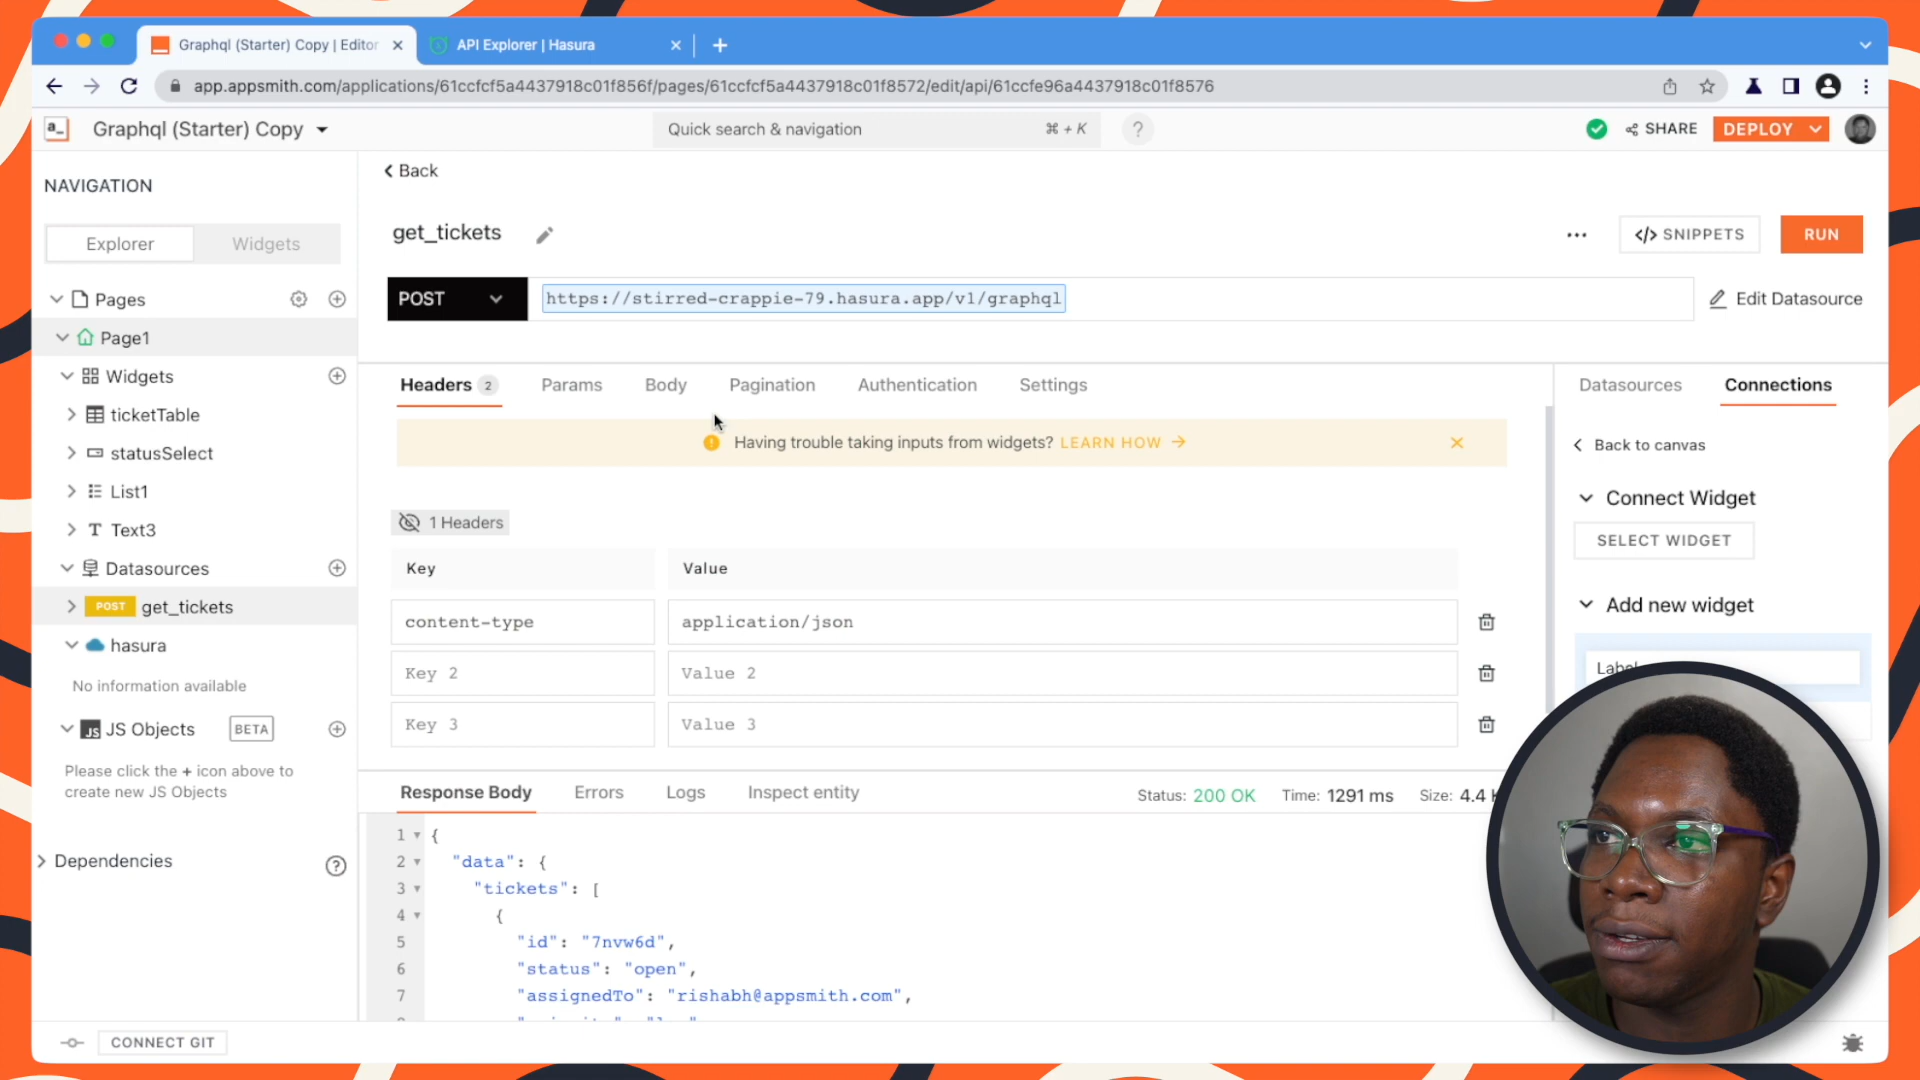 Graphql (Starter) Copy | Editor
API Explorer | Hasura
app.appsmith.com/applications/61ccfcf5a4437918c01f856f/pages/61ccfcf5a4437918c01f8572/edit/api/61ccfe96a4437918c01f8576
a_
Graphql (Starter) Copy
Quick search & navigation
⌘ + K
?
SHARE
DEPLOY
NAVIGATION
Explorer
Widgets
Pages
Page1
Widgets
ticketTable
statusSelect
List1
Text3
Datasources
POST get_tickets
hasura
No information available
JS JS Objects BETA
Please click the + icon above to
create new JS Objects
Dependencies
?
CONNECT GIT
Back
get_tickets
</> SNIPPETS
RUN
POST
https://stirred-crappie-79.hasura.app/v1/graphql
Edit Datasource
Headers 2
Params
Body
Pagination
Authentication
Settings
Having trouble taking inputs from widgets? LEARN HOW
1 Headers
Key
Value
content-type
application/json
Key 2
Value 2
Key 3
Value 3
Response Body
Errors
Logs
Inspect entity
Status: 200 OK
Time: 1291 ms
Size: 4.4
1 {
2 "data": {
3 "tickets": [
4 {
5 "id": "7nvw6d",
6 "status": "open",
7 "assignedTo": "rishabh@appsmith.com",
Datasources
Connections
Back to canvas
Connect Widget
SELECT WIDGET
Add new widget
Label